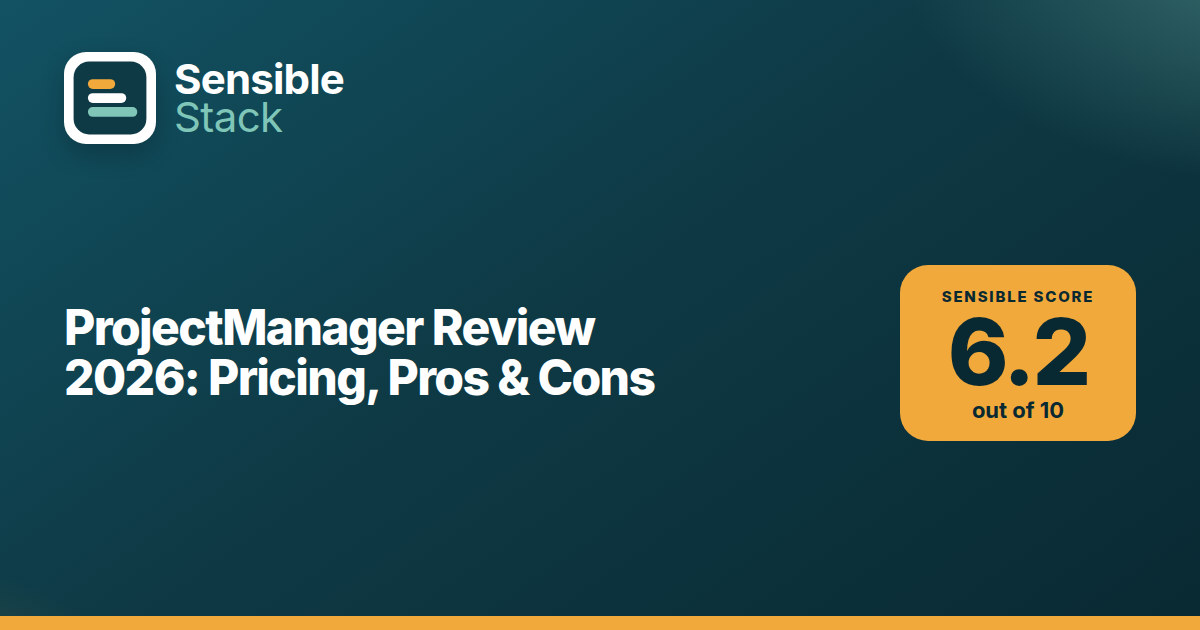 Sensible
Stack
ProjectManager Review
2026: Pricing, Pros & Cons
SENSIBLE SCORE
6.2
out of 10